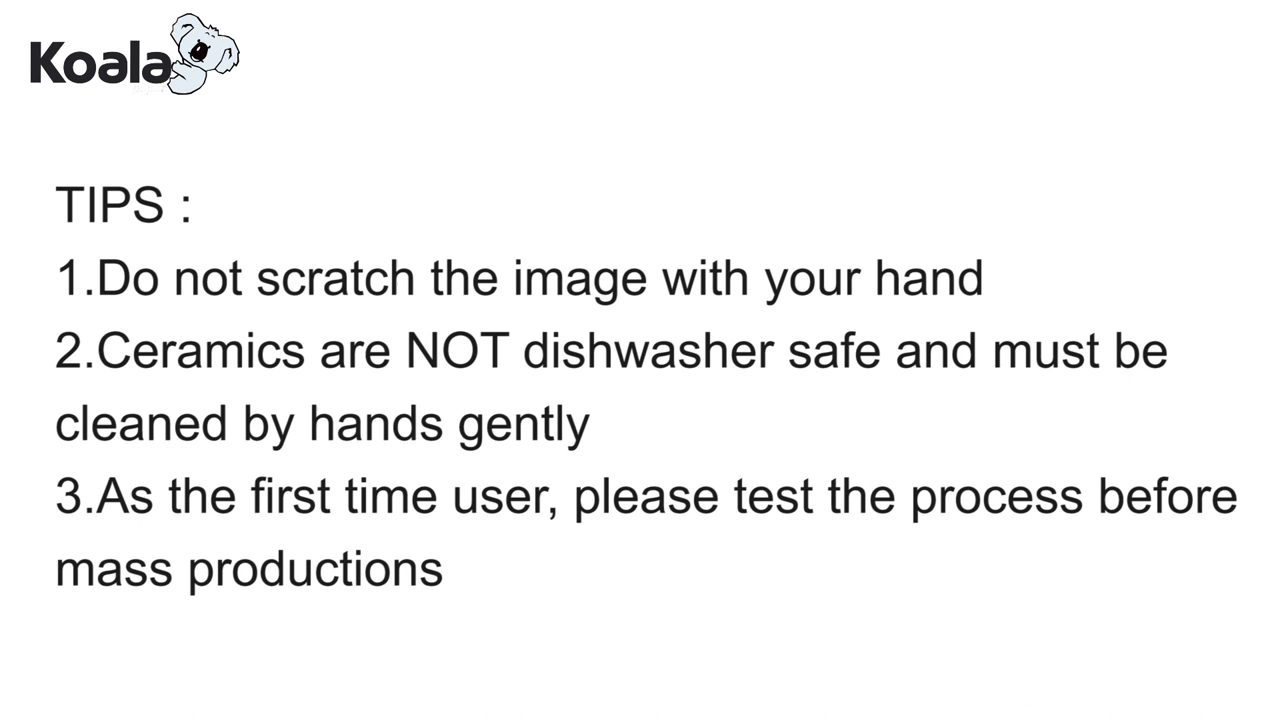 Koala
TIPS :
1.Do not scratch the image with your hand
2.Ceramics are NOT dishwasher safe and must be
cleaned by hands gently
3.As the first time user, please test the process before
mass productions